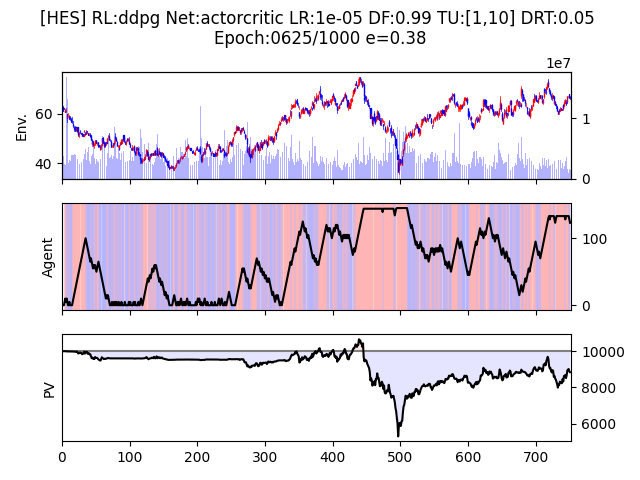 [HES] RL:ddpg Net:actorcritic LR:1e-05 DF:0.99 TU:[1,10] DRT:0.05
Epoch:0625/1000 e=0.38
1e7
Env.
60
40
1
0
Agent
100
0
PV
10000
8000
6000
0 100 200 300 400 500 600 700